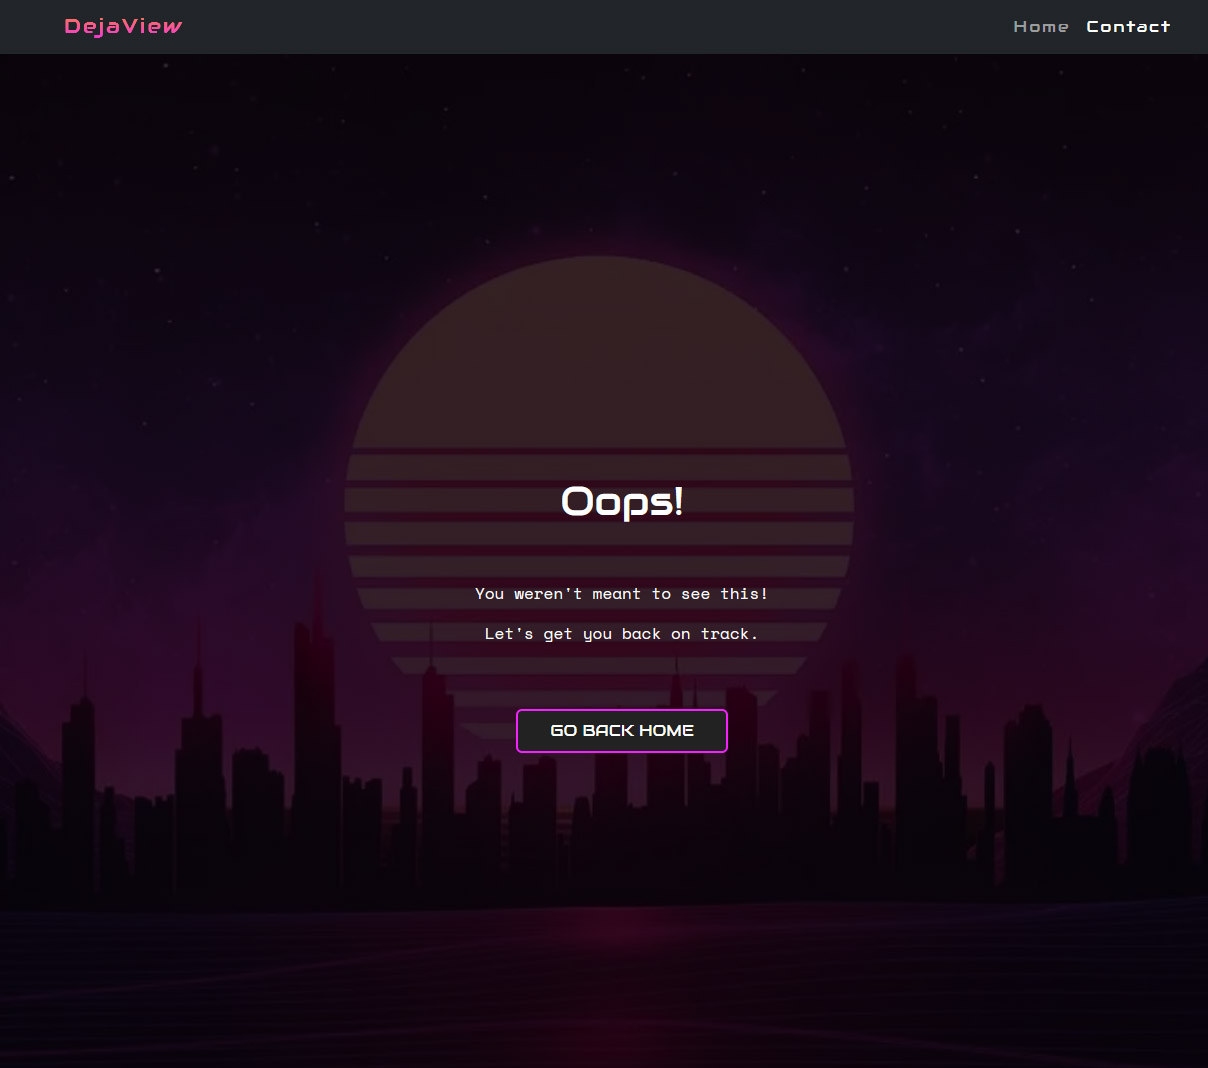 DejaView
Home Contact
Oops!
You weren't meant to see this!
Let's get you back on track.
GO BACK HOME